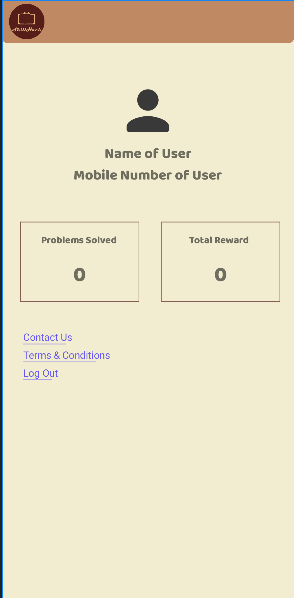 Name of User
Mobile Number of User
Problems Solved
Total Reward
0
0
Contact Us
Terms & Conditions
Log Out